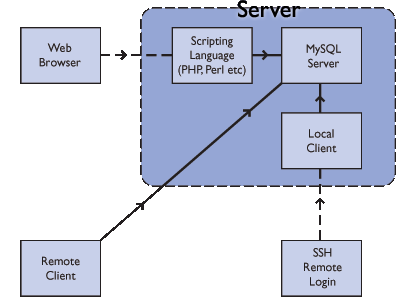 Server
Web
Browser
Scripting
Language
(PHP, Perl etc)
MySQL
Server
Local
Client
Remote
Client
SSH
Remote
Login